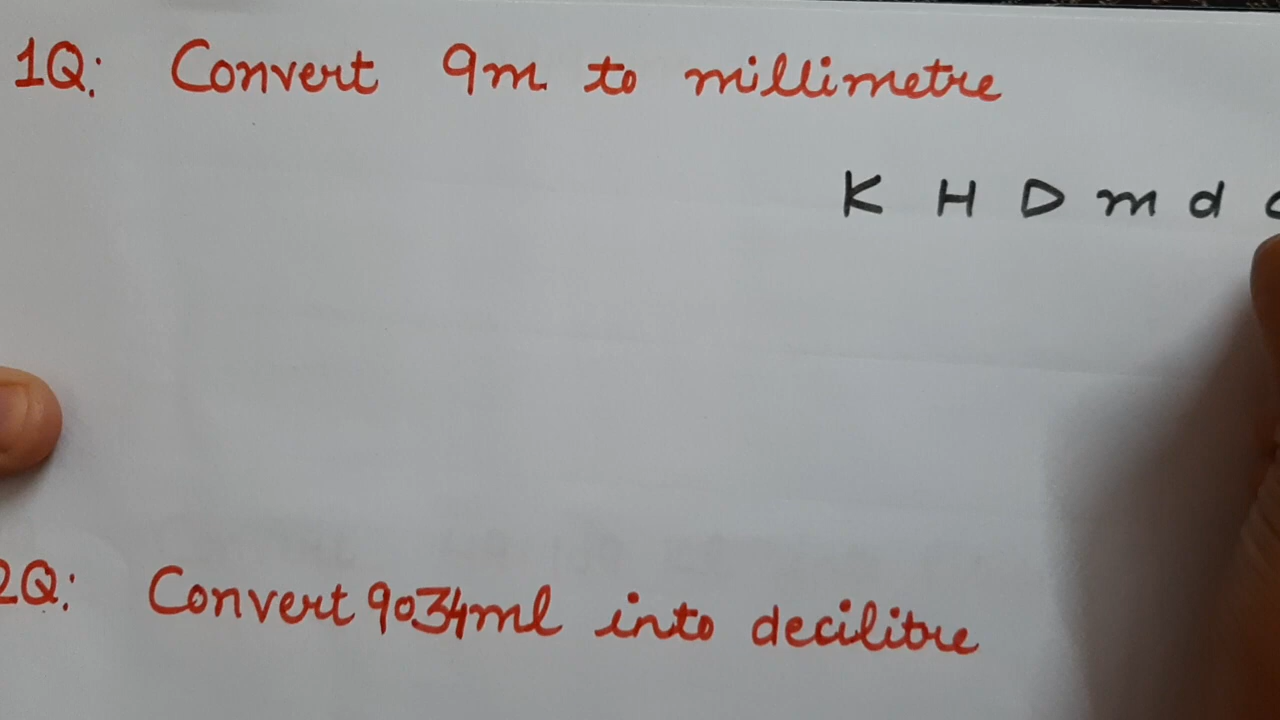 1Q: Convert 9m to millimetre
K H D m d c
2Q: Convert 9034ml into decilitre